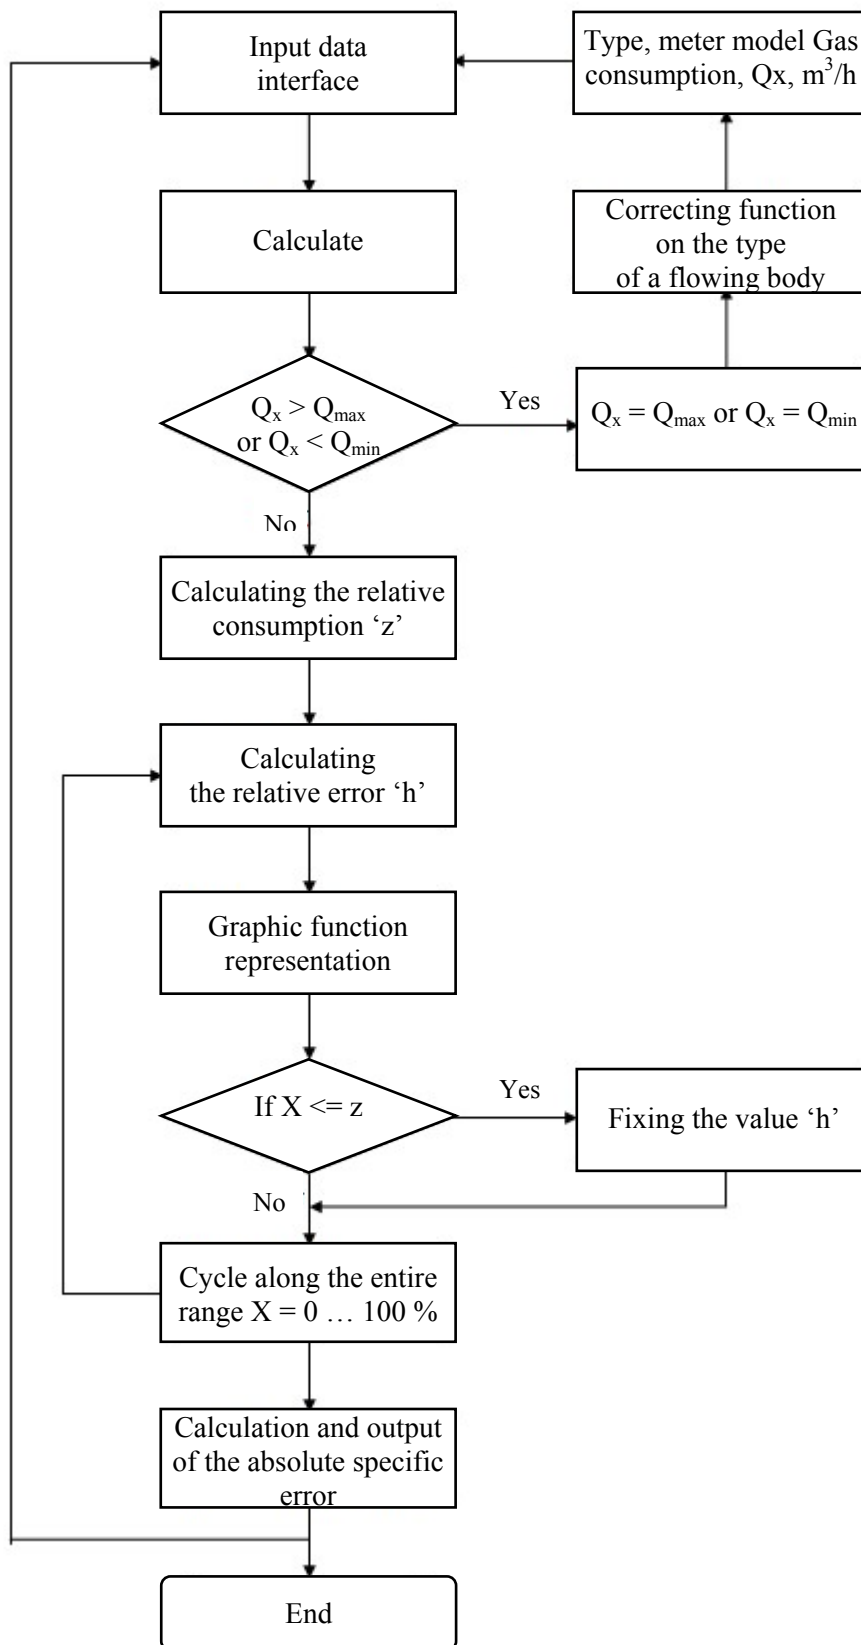 Input data
interface
Type, meter model Gas
consumption, Qx, m³/h
Calculate
Correcting function
on the type
of a flowing body
Qx > Qmax
or Qx < Qmin
Yes
Qx = Qmax or Qx = Qmin
No
Calculating the relative
consumption ‘z’
Calculating
the relative error ‘h’
Graphic function
representation
If X <= z
Yes
Fixing the value ‘h’
No
Cycle along the entire
range X = 0 … 100 %
Calculation and output
of the absolute specific
error
End